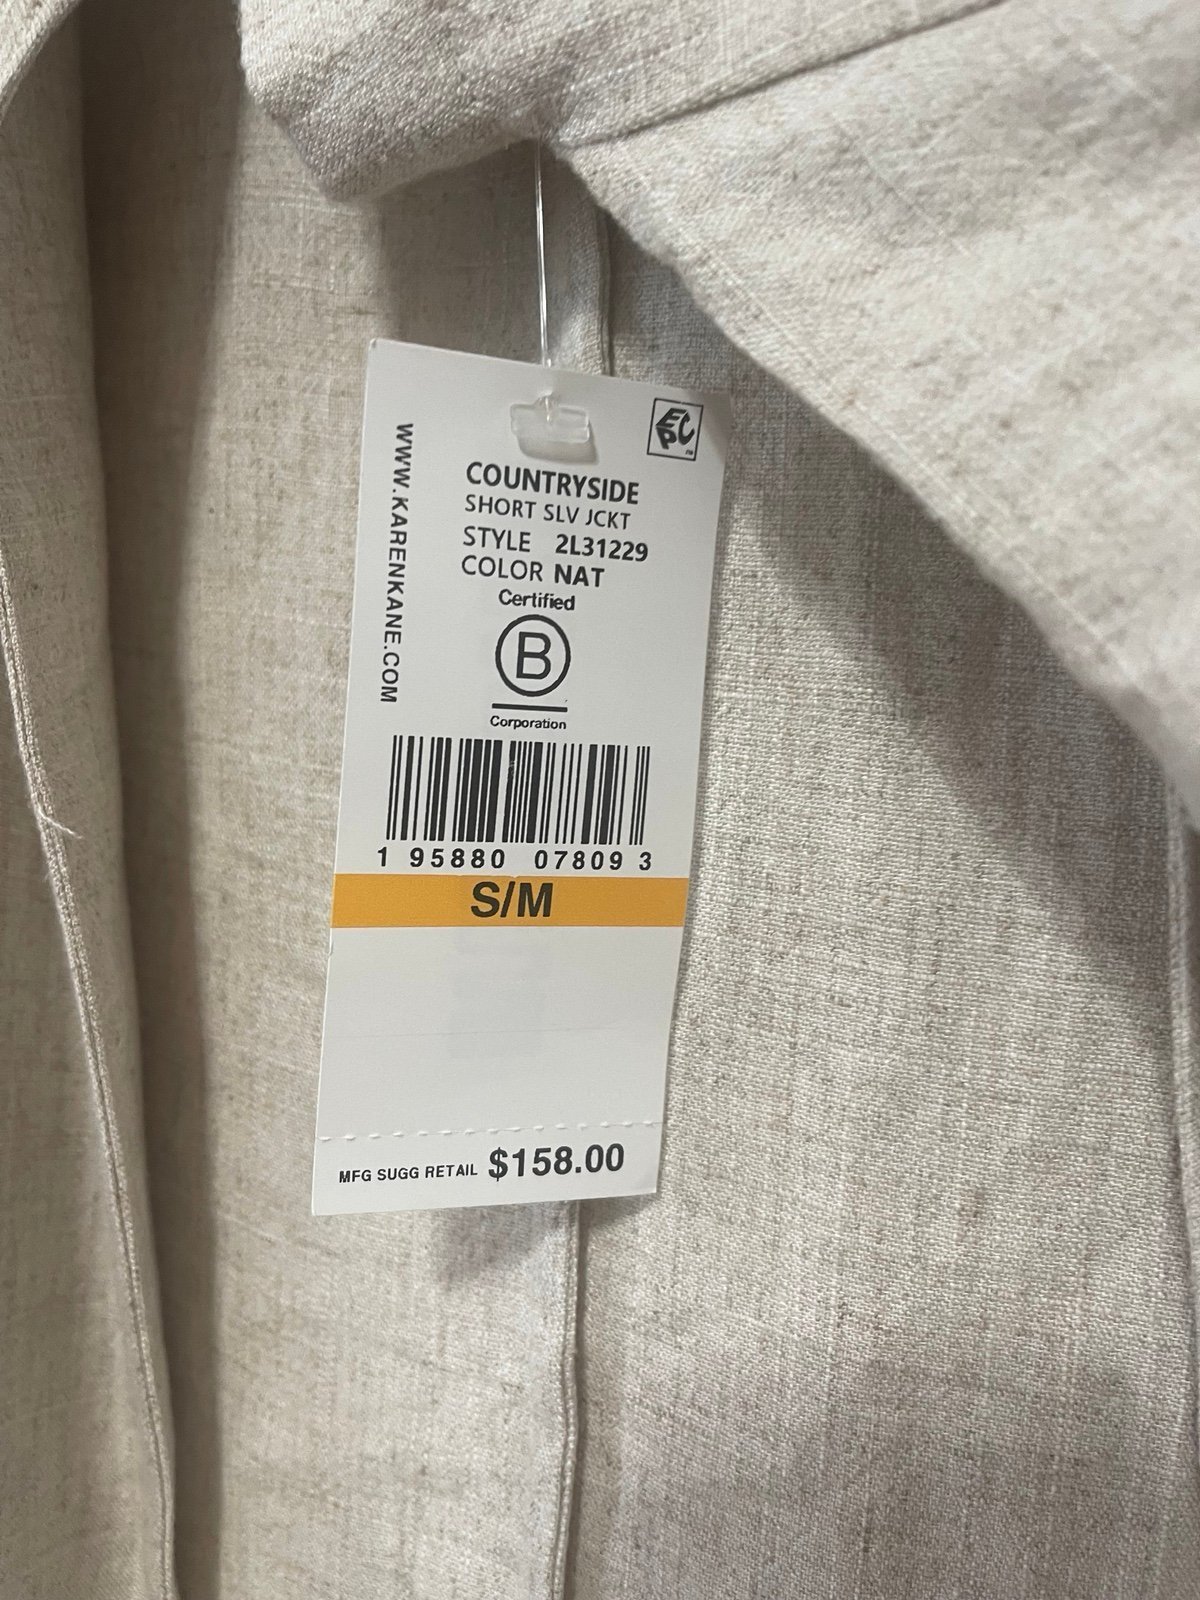 EPC
WWW.KARENKANE.COM
COUNTRYSIDE
SHORT SLV JCKT
STYLE 2L31229
COLOR NAT
Certified
B
Corporation
1 95880 07809 3
S/M
MFG SUGG RETAIL $158.00